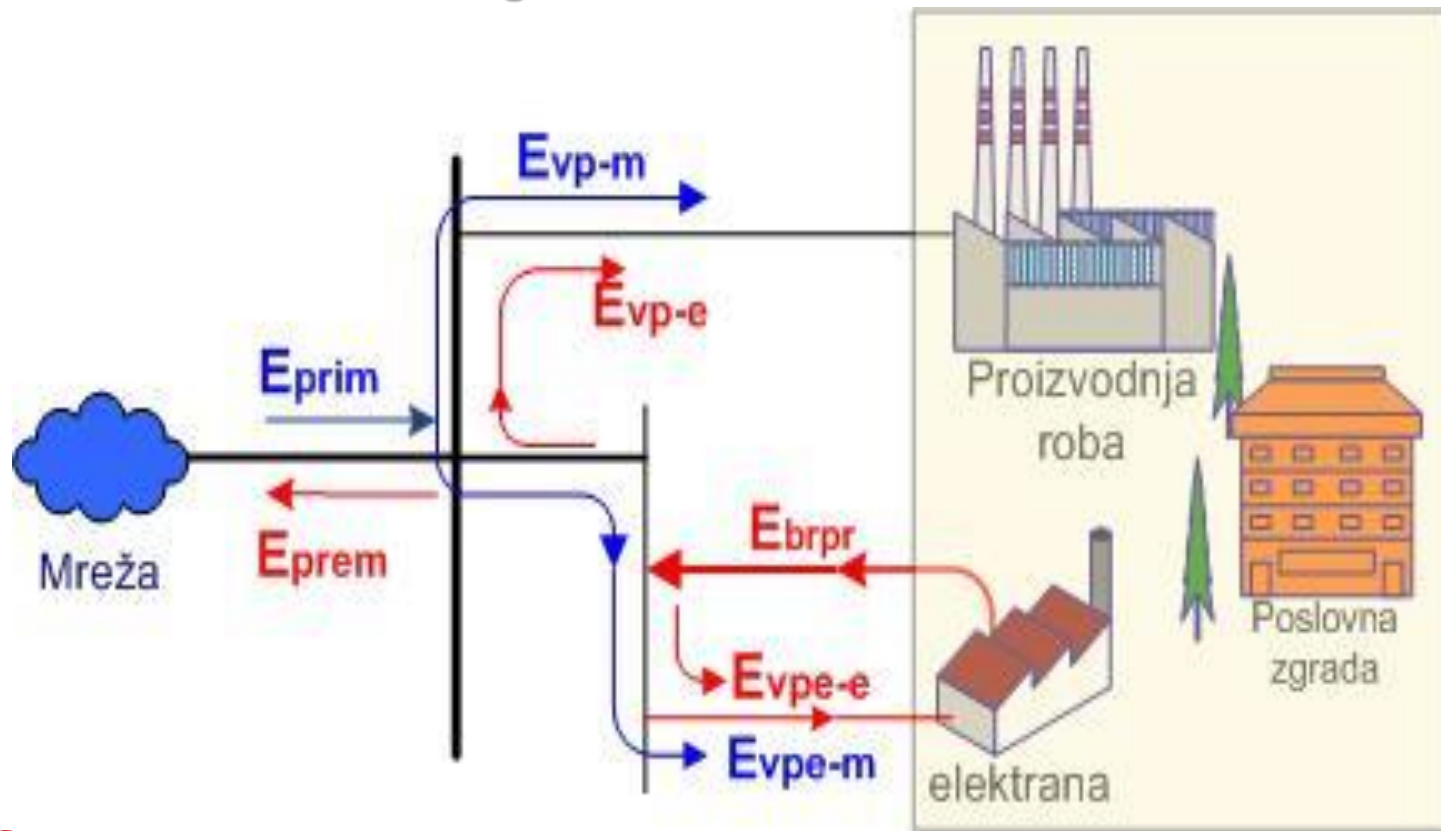 Evp-m
Evp-e
Eprim
Proizvodnja
roba
Mreža
Eprem
Ebrpr
Poslovna
zgrada
Evpe-e
Evpe-m
elektrana